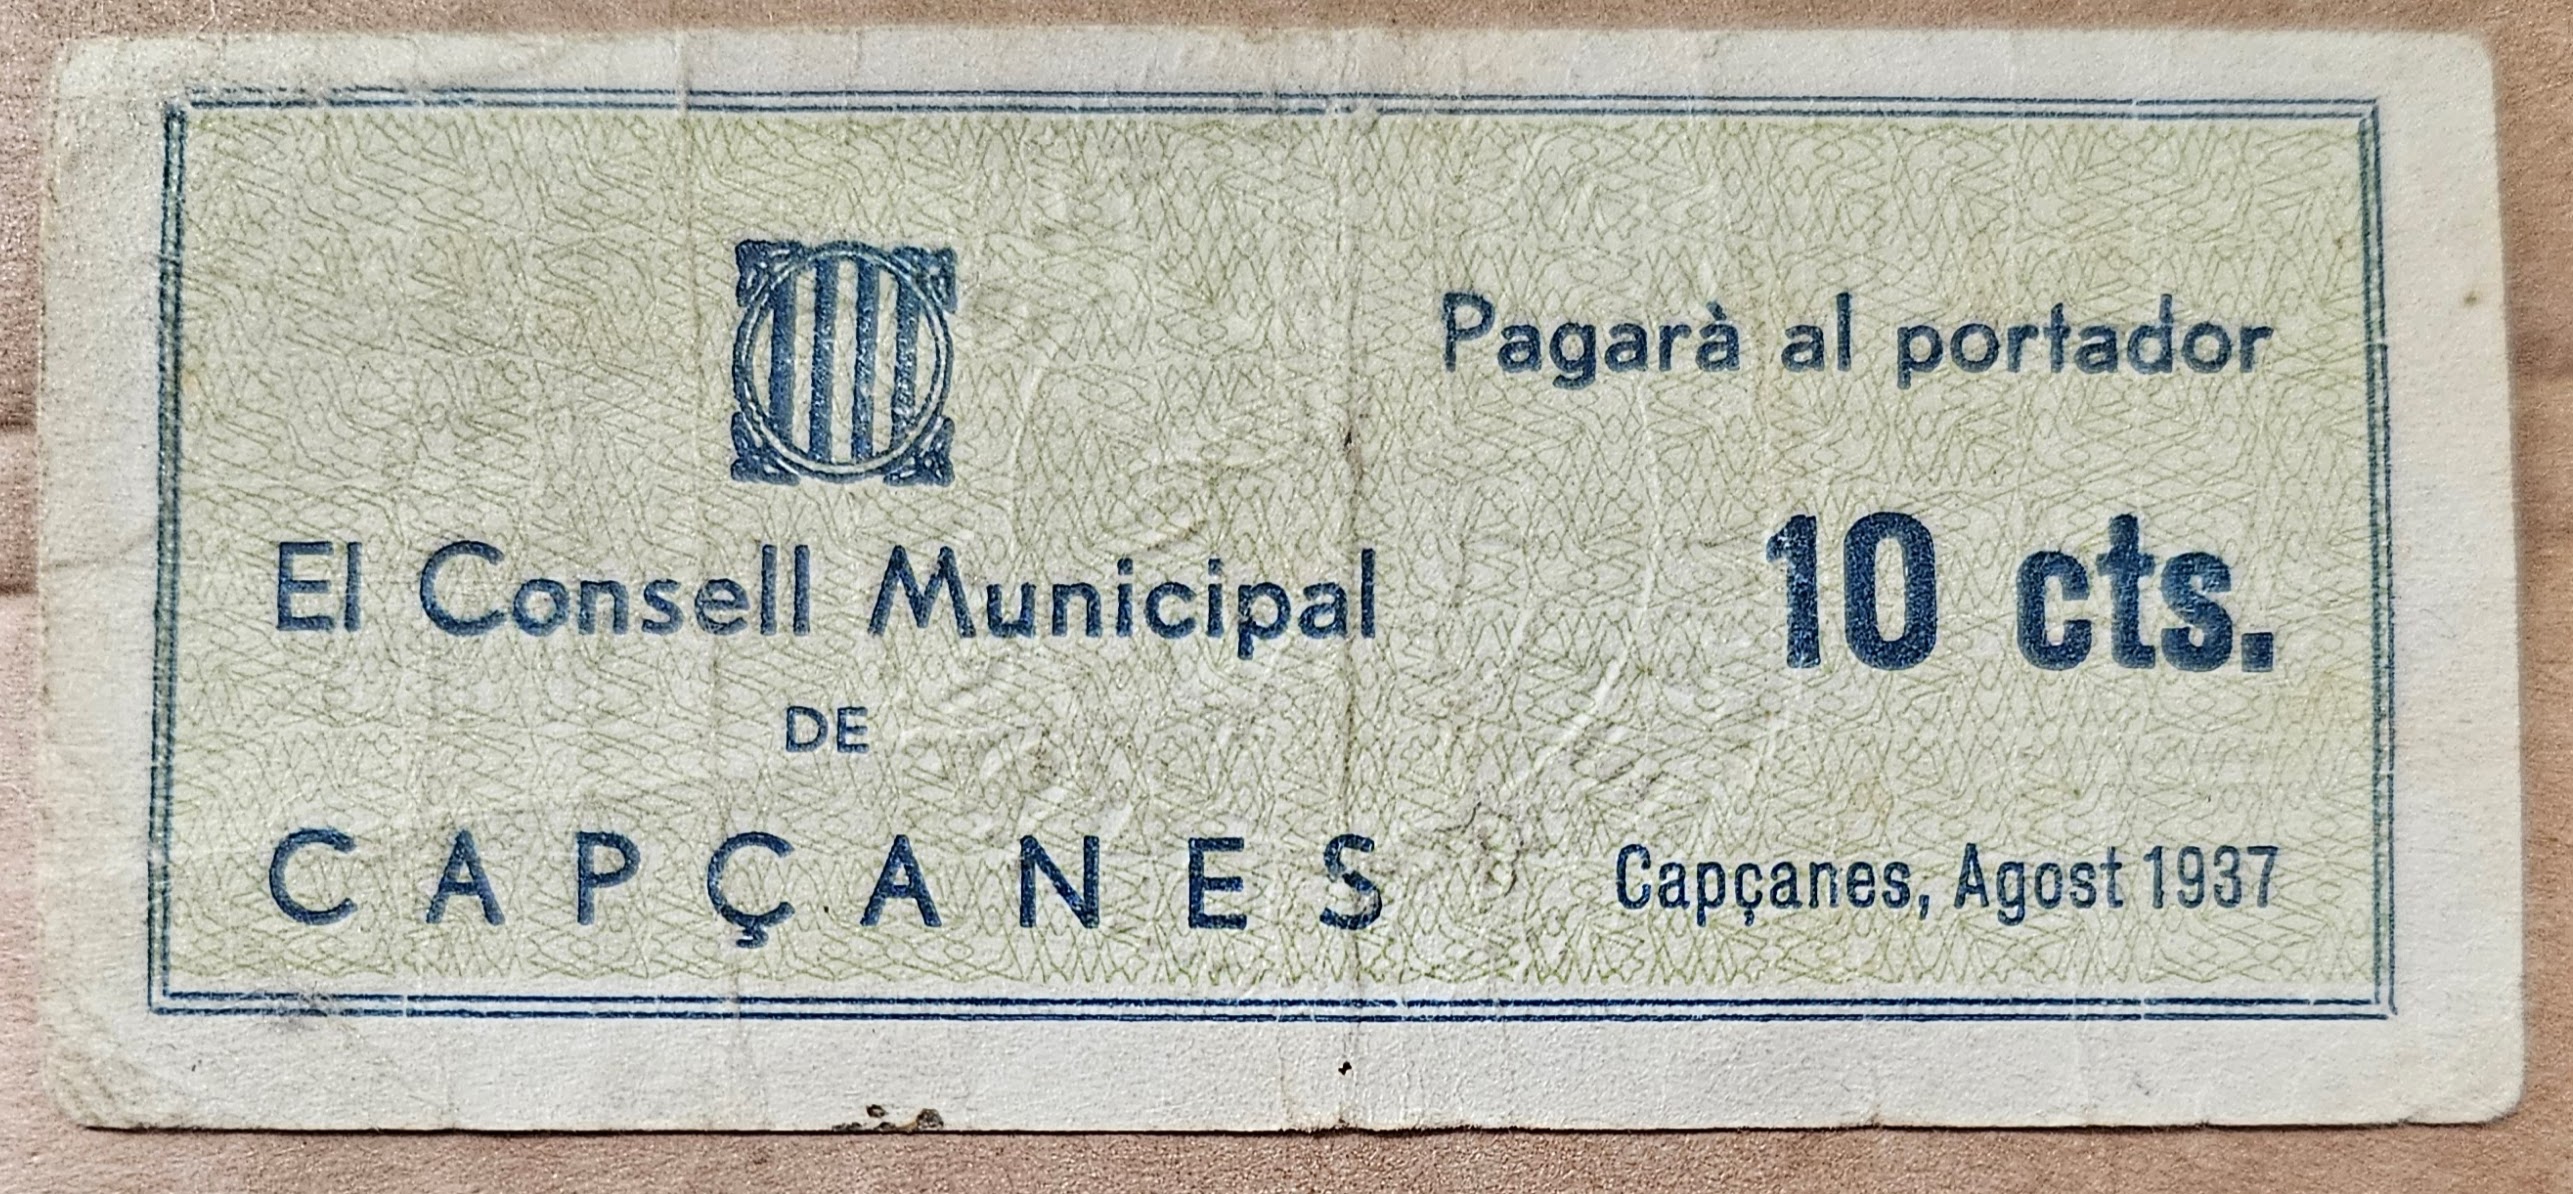 El Consell Municipal
DE
CAPÇANES
Pagarà al portador
10 cts.
Capçanes, Agost 1937